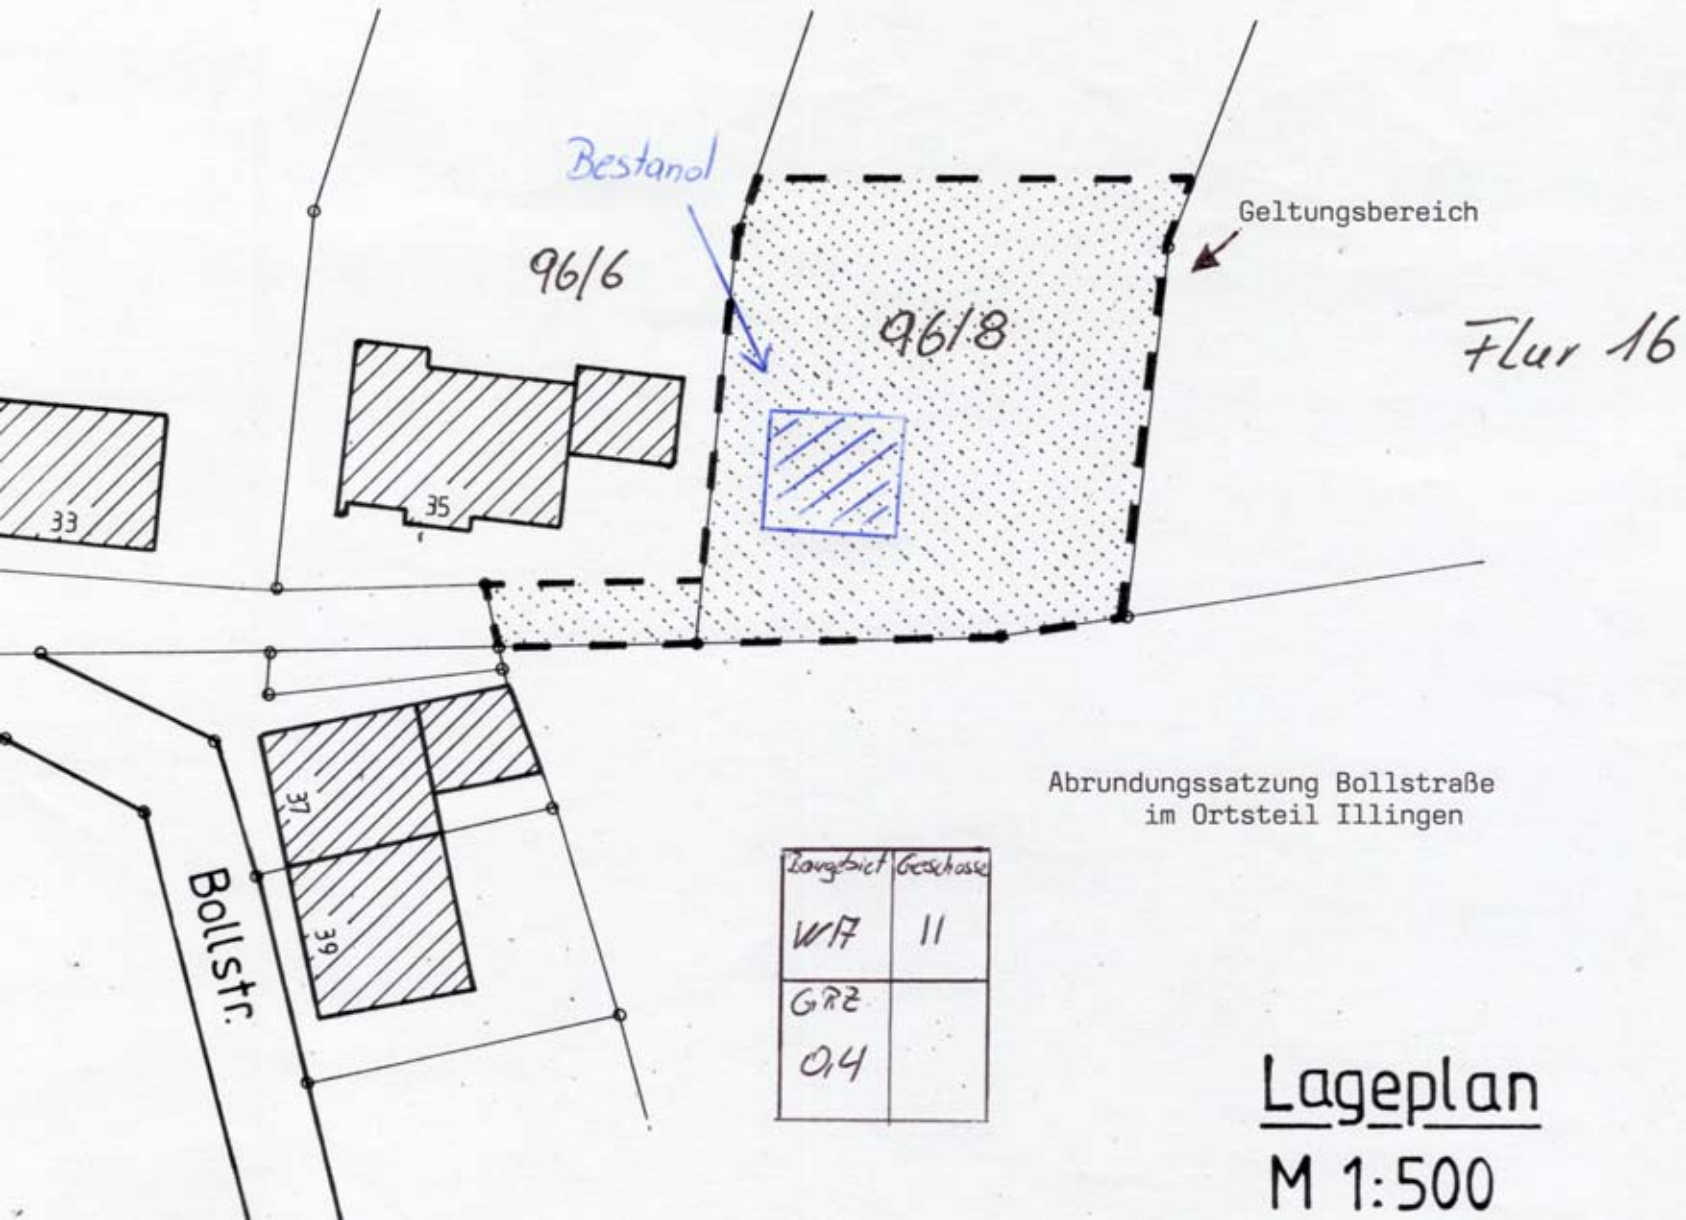 Bestand
Geltungsbereich
96/6
96/8
Flur 16
33
35
Abrundungssatzung Bollstraße
im Ortsteil Illingen
37
39
Bollstr.
Baugebiet Geschosse
WA II
GRZ
0,4
Lageplan
M 1:500